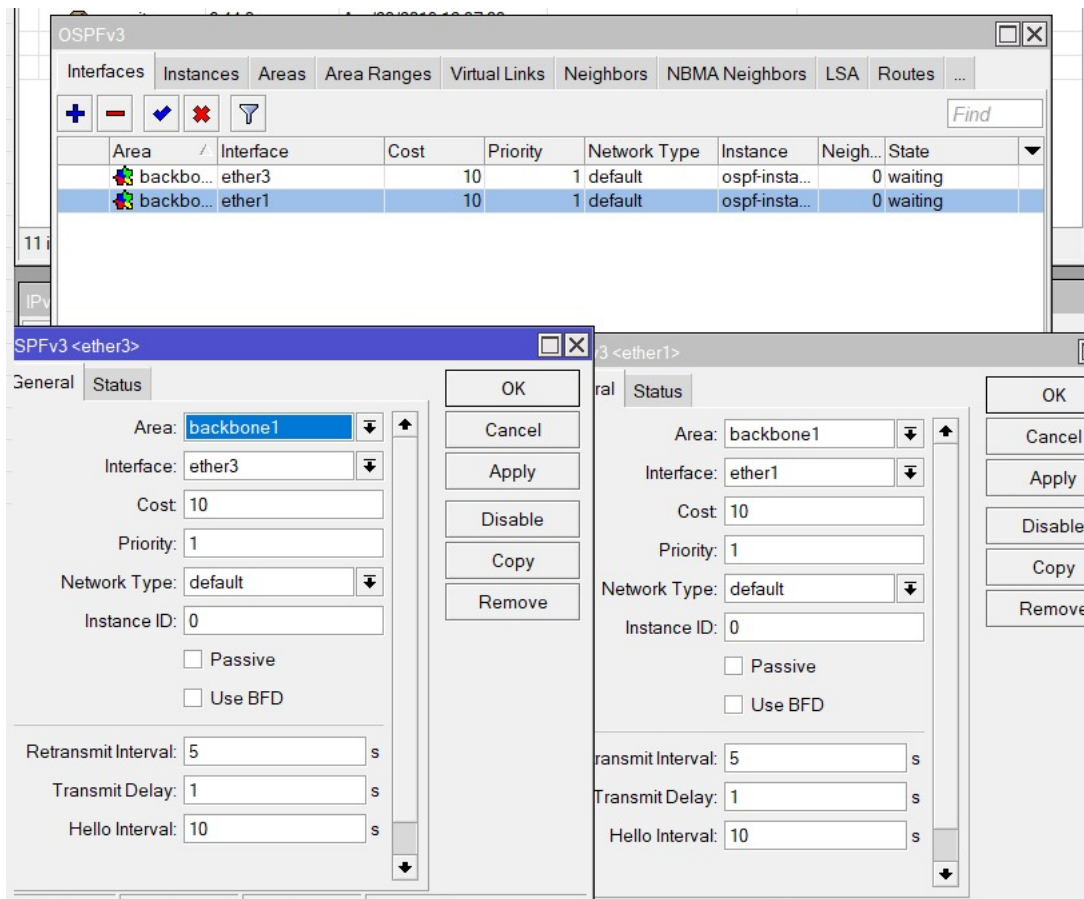 OSPFv3
Interfaces Instances Areas Area Ranges Virtual Links Neighbors NBMA Neighbors LSA Routes ...
Find
Area Interface Cost Priority Network Type Instance Neigh... State
backbo... ether3 10 1 default ospf-insta... 0 waiting
backbo... ether1 10 1 default ospf-insta... 0 waiting
11 i
IPv
SPFv3 <ether3>
General Status
Area: backbone1
Interface: ether3
Cost: 10
Priority: 1
Network Type: default
Instance ID: 0
Passive
Use BFD
Retransmit Interval: 5 s
Transmit Delay: 1 s
Hello Interval: 10 s
OK
Cancel
Apply
Disable
Copy
Remove
v3 <ether1>
ral Status
Area: backbone1
Interface: ether1
Cost: 10
Priority: 1
Network Type: default
Instance ID: 0
Passive
Use BFD
ransmit Interval: 5 s
Transmit Delay: 1 s
Hello Interval: 10 s
OK
Cancel
Apply
Disable
Copy
Remove